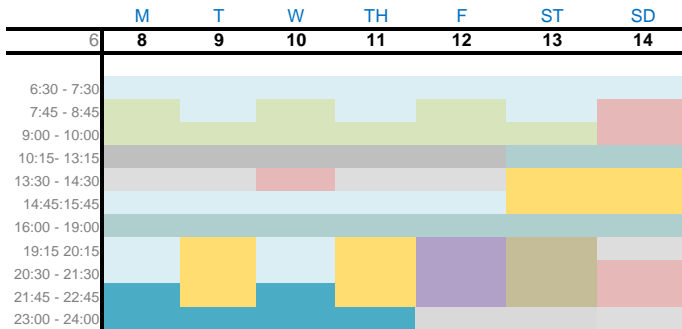 M T W TH F ST SD
6 8 9 10 11 12 13 14
6:30 - 7:30
7:45 - 8:45
9:00 - 10:00
10:15- 13:15
13:30 - 14:30
14:45:15:45
16:00 - 19:00
19:15 20:15
20:30 - 21:30
21:45 - 22:45
23:00 - 24:00